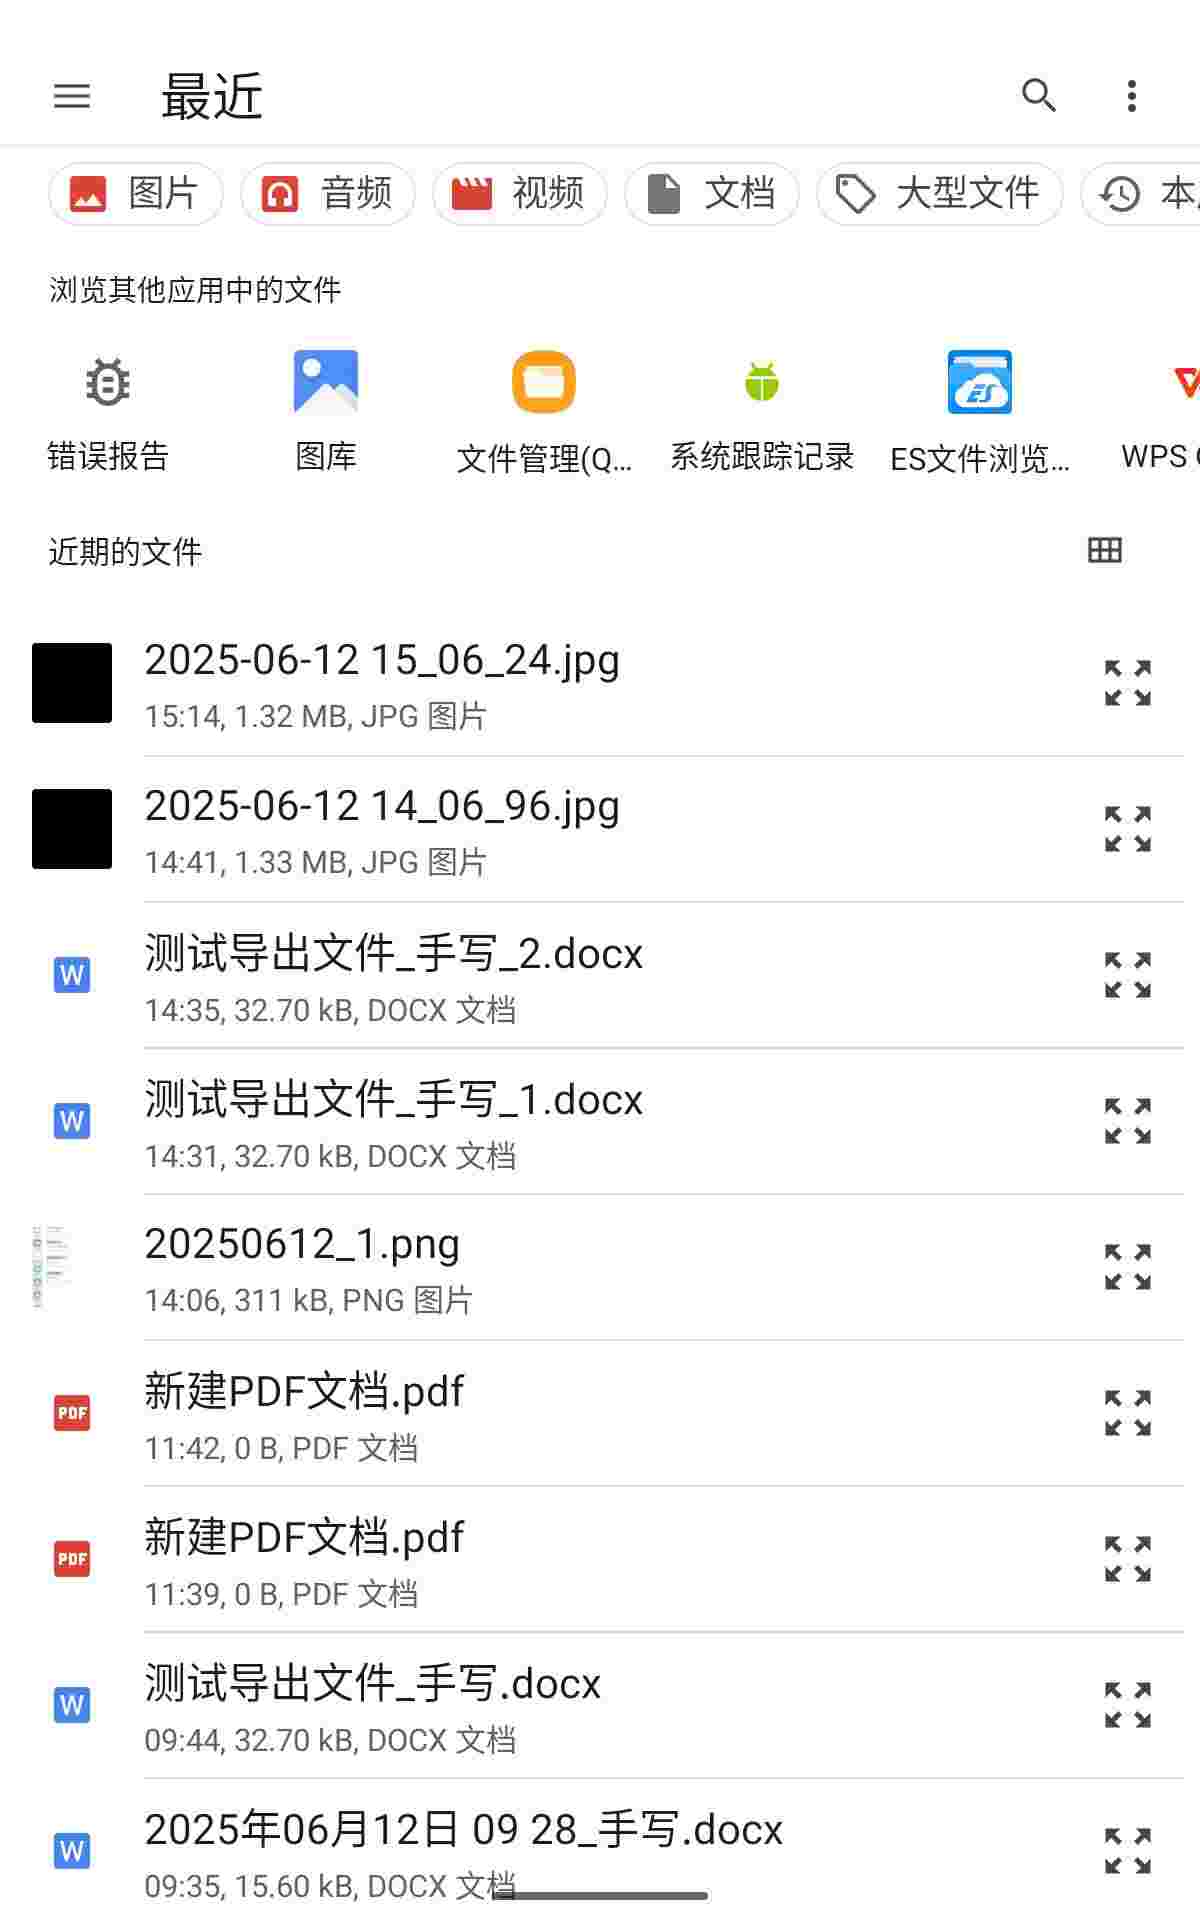 最近
图片 音频 视频 文档 大型文件 本
浏览其他应用中的文件
错误报告 图库 文件管理(Q... 系统跟踪记录 ES文件浏览... WPS
近期的文件
2025-06-12 15_06_24.jpg
15:14, 1.32 MB, JPG 图片
2025-06-12 14_06_96.jpg
14:41, 1.33 MB, JPG 图片
测试导出文件_手写_2.docx
14:35, 32.70 kB, DOCX 文档
测试导出文件_手写_1.docx
14:31, 32.70 kB, DOCX 文档
20250612_1.png
14:06, 311 kB, PNG 图片
新建PDF文档.pdf
11:42, 0 B, PDF 文档
新建PDF文档.pdf
11:39, 0 B, PDF 文档
测试导出文件_手写.docx
09:44, 32.70 kB, DOCX 文档
2025年06月12日 09 28_手写.docx
09:35, 15.60 kB, DOCX 文档